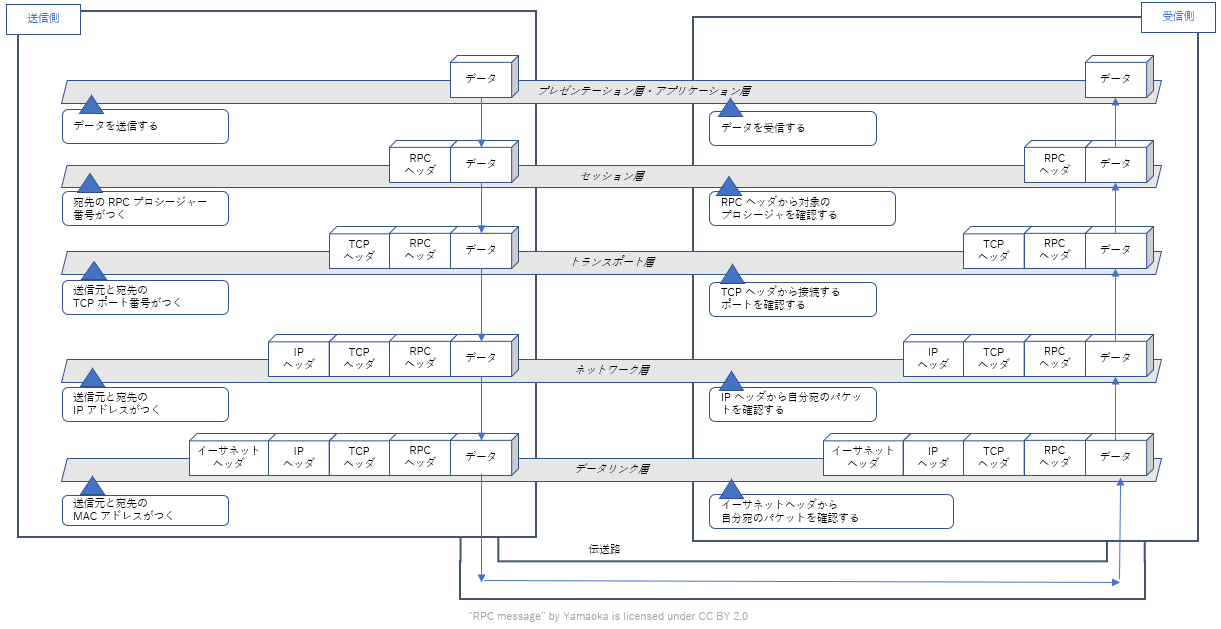 送信側
受信側
データ
データ
プレゼンテーション層・アプリケーション層
データを送信する
データを受信する
RPC
ヘッダ
データ
RPC
ヘッダ
データ
セッション層
宛先の RPC プロシージャー
番号がつく
RPC ヘッダから対象の
プロシージャを確認する
TCP
ヘッダ
RPC
ヘッダ
データ
TCP
ヘッダ
RPC
ヘッダ
データ
トランスポート層
送信元と宛先の
TCP ポート番号がつく
TCP ヘッダから接続する
ポートを確認する
IP
ヘッダ
TCP
ヘッダ
RPC
ヘッダ
データ
IP
ヘッダ
TCP
ヘッダ
RPC
ヘッダ
データ
ネットワーク層
送信元と宛先の
IP アドレスがつく
IP ヘッダから自分宛のパケッ
トを確認する
イーサネット
ヘッダ
IP
ヘッダ
TCP
ヘッダ
RPC
ヘッダ
データ
イーサネット
ヘッダ
IP
ヘッダ
TCP
ヘッダ
RPC
ヘッダ
データ
データリンク層
送信元と宛先の
MAC アドレスがつく
イーサネットヘッダから
自分宛のパケットを確認する
伝送路
"RPC message" by Yamaoka is licensed under CC BY 2.0